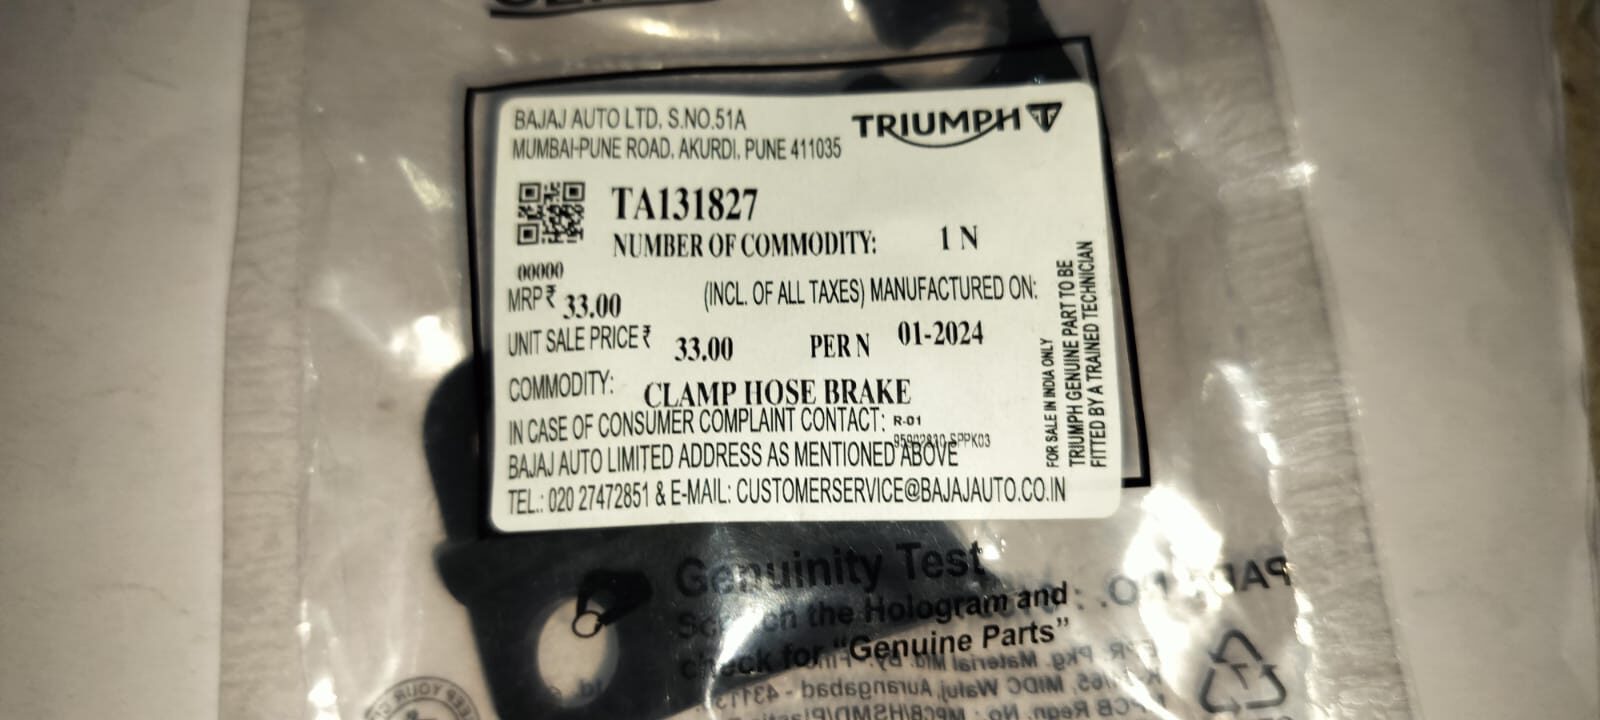 BAJAJ AUTO LTD, S.NO.51A
MUMBAI-PUNE ROAD, AKURDI, PUNE 411035
TRIUMPH
TA131827
NUMBER OF COMMODITY: 1 N
00000
MRP ₹ 33.00 (INCL. OF ALL TAXES) MANUFACTURED ON:
UNIT SALE PRICE ₹ 33.00 PER N 01-2024
COMMODITY: CLAMP HOSE BRAKE
IN CASE OF CONSUMER COMPLAINT CONTACT: R-01
SPPK03
BAJAJ AUTO LIMITED ADDRESS AS MENTIONED ABOVE
TEL.: 020 27472851 & E-MAIL: CUSTOMERSERVICE@BAJAJAUTO.CO.IN
FOR SALE IN INDIA ONLY
TRIUMPH GENUINE PART TO BE
FITTED BY A TRAINED TECHNICIAN
Genuinity Test
Scratch the Hologram and
check for "Genuine Parts"